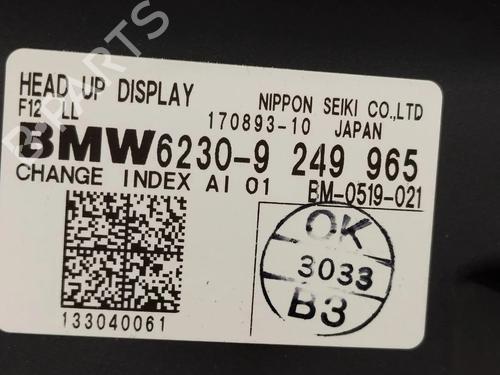 HEAD UP DISPLAY
F12 LL
NIPPON SEIKI CO.,LTD
170893-10 JAPAN
BMW 6230-9 249 965
CHANGE INDEX AI 01
BM-0519-021
OK
3033
B3
133040061
B-PARTS